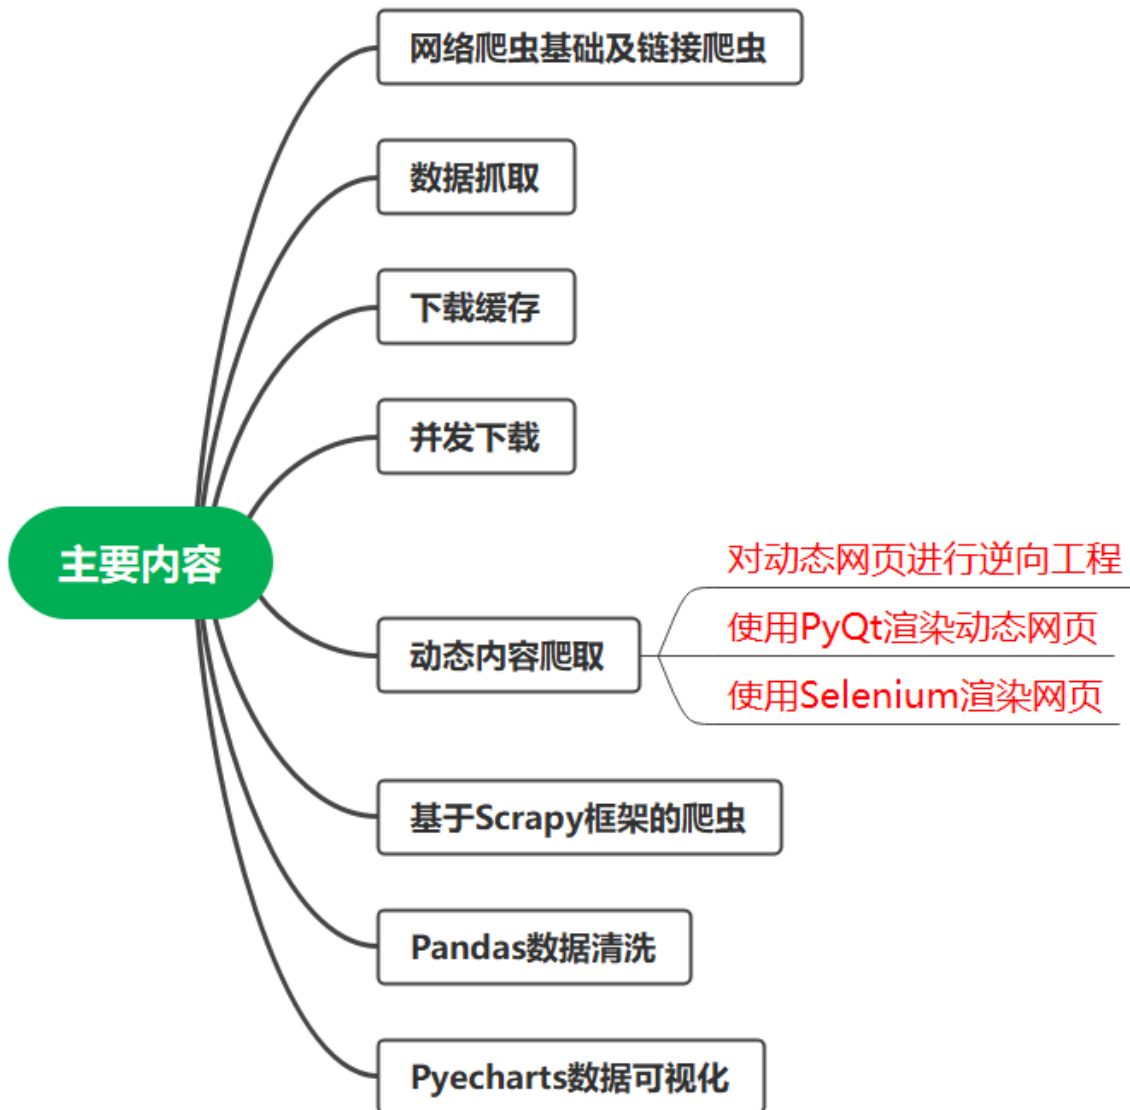 网络爬虫基础及链接爬虫
数据抓取
下载缓存
并发下载
主要内容
对动态网页进行逆向工程
使用PyQt渲染动态网页
动态内容爬取
使用Selenium渲染网页
基于Scrapy框架的爬虫
Pandas数据清洗
Pyecharts数据可视化